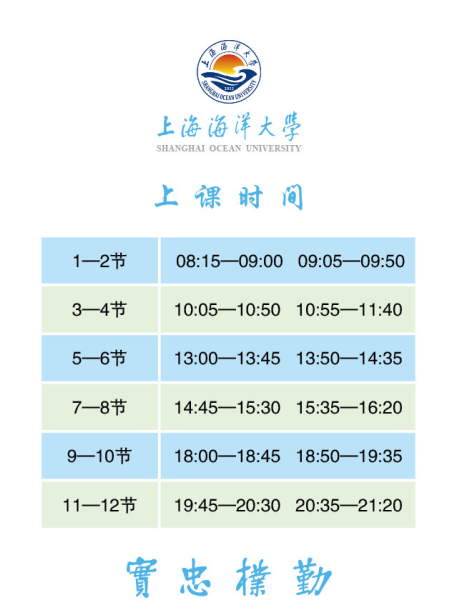 上海海洋大学
SHANGHAI OCEAN UNIVERSITY
1912
上海海洋大學
SHANGHAI OCEAN UNIVERSITY
上课时间
1—2节 08:15—09:00 09:05—09:50
3—4节 10:05—10:50 10:55—11:40
5—6节 13:00—13:45 13:50—14:35
7—8节 14:45—15:30 15:35—16:20
9—10节 18:00—18:45 18:50—19:35
11—12节 19:45—20:30 20:35—21:20
實忠樸勤